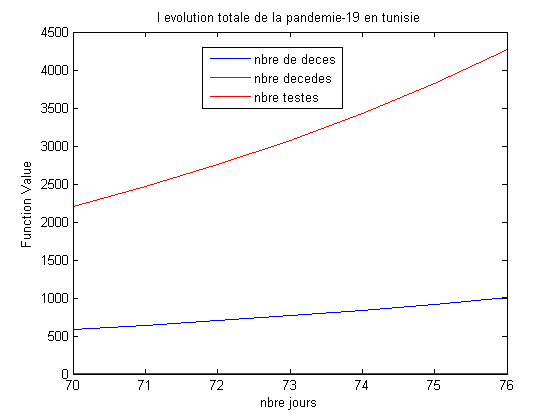 l evolution totale de la pandemie-19 en tunisie
nbre de deces
nbre decedes
nbre testes
Function Value
4500
4000
3500
3000
2500
2000
1500
1000
500
0
70
71
72
73
74
75
76
nbre jours